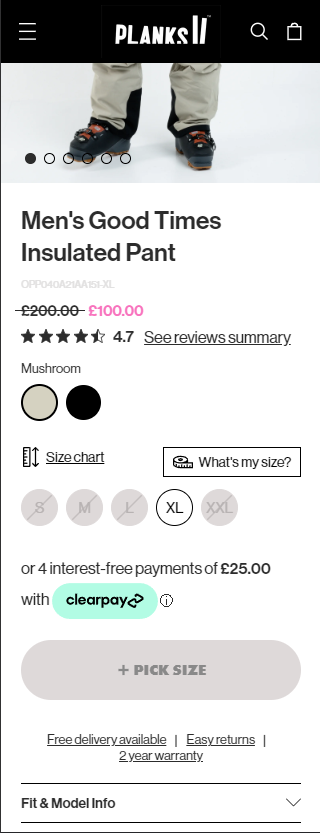 PLANKS
Men's Good Times
Insulated Pant
OPP040A21AA151-XL
£200.00 £100.00
4.7 See reviews summary
Mushroom
Size chart
What's my size?
S M L XL XXL
or 4 interest-free payments of £25.00
with clearpay
+ PICK SIZE
Free delivery available | Easy returns |
2 year warranty
Fit & Model Info